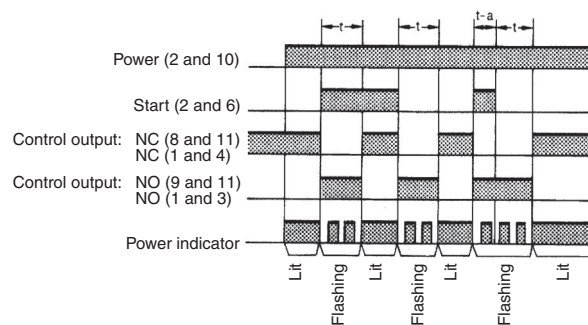 t t t-a t
Power (2 and 10)
Start (2 and 6)
Control output: NC (8 and 11)
NC (1 and 4)
Control output: NO (9 and 11)
NO (1 and 3)
Power indicator
Lit Flashing Lit Flashing Lit Flashing Lit